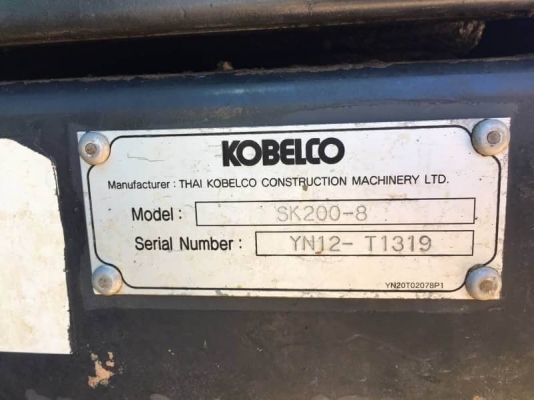 KOBELCO
Manufacturer : THAI KOBELCO CONSTRUCTION MACHINERY LTD.
Model : SK200-8
Serial Number : YN12- T1319
YN20T02078P1